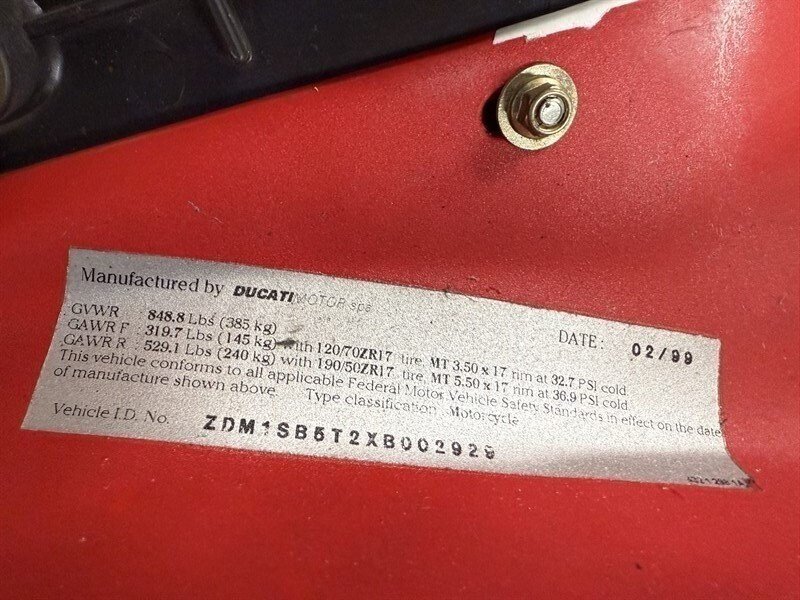 Manufactured by DUCATIMOTOR spa
DATE: 02/99
GVWR : 848.8 Lbs (385 kg)
GAWR F : 319.7 Lbs (145 kg) with 120/70ZR17 tire, MT 3.50 x 17 rim at 32.7 PSI cold.
GAWR R : 529.1 Lbs (240 kg) with 190/50ZR17 tire, MT 5.50 x 17 rim at 36.9 PSI cold.
This vehicle conforms to all applicable Federal Motor Vehicle Safety Standards in effect on the date
of manufacture shown above. Type classification Motorcycle
Vehicle I.D. No. ZDM1SB5T2XB002929